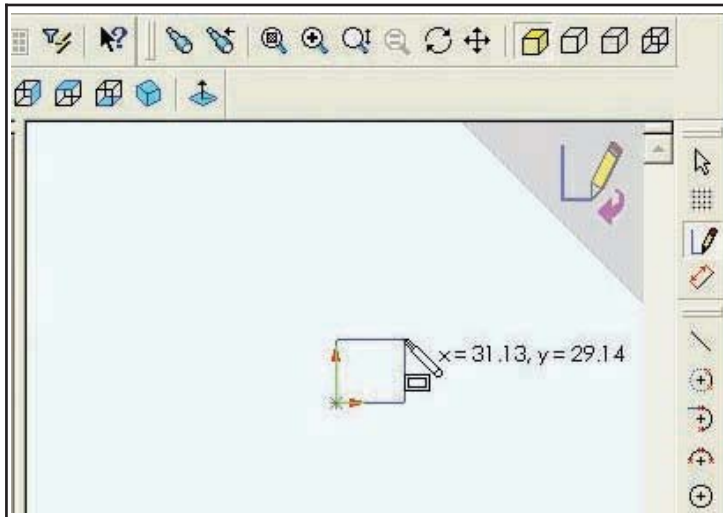 x = 31.13, y = 29.14